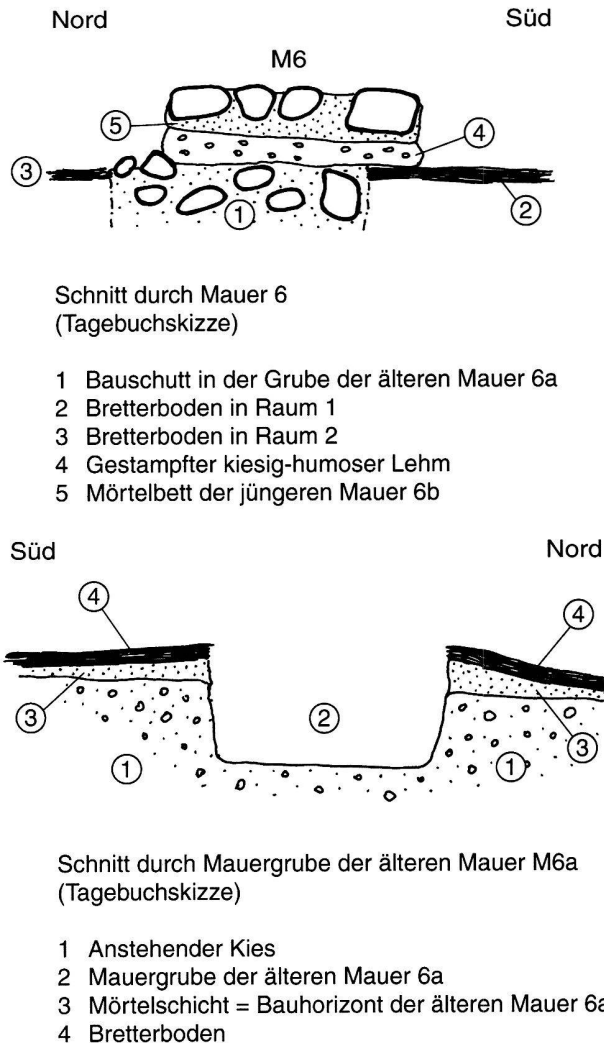 Nord Süd
M6
5 4
3
1 2
Schnitt durch Mauer 6
(Tagebuchskizze)
1 Bauschutt in der Grube der älteren Mauer 6a
2 Bretterboden in Raum 1
3 Bretterboden in Raum 2
4 Gestampfter kiesig-humoser Lehm
5 Mörtelbett der jüngeren Mauer 6b
Süd Nord
4 4
3 2 3
1 1
Schnitt durch Mauergrube der älteren Mauer M6a
(Tagebuchskizze)
1 Anstehender Kies
2 Mauergrube der älteren Mauer 6a
3 Mörtelschicht = Bauhorizont der älteren Mauer 6a
4 Bretterboden